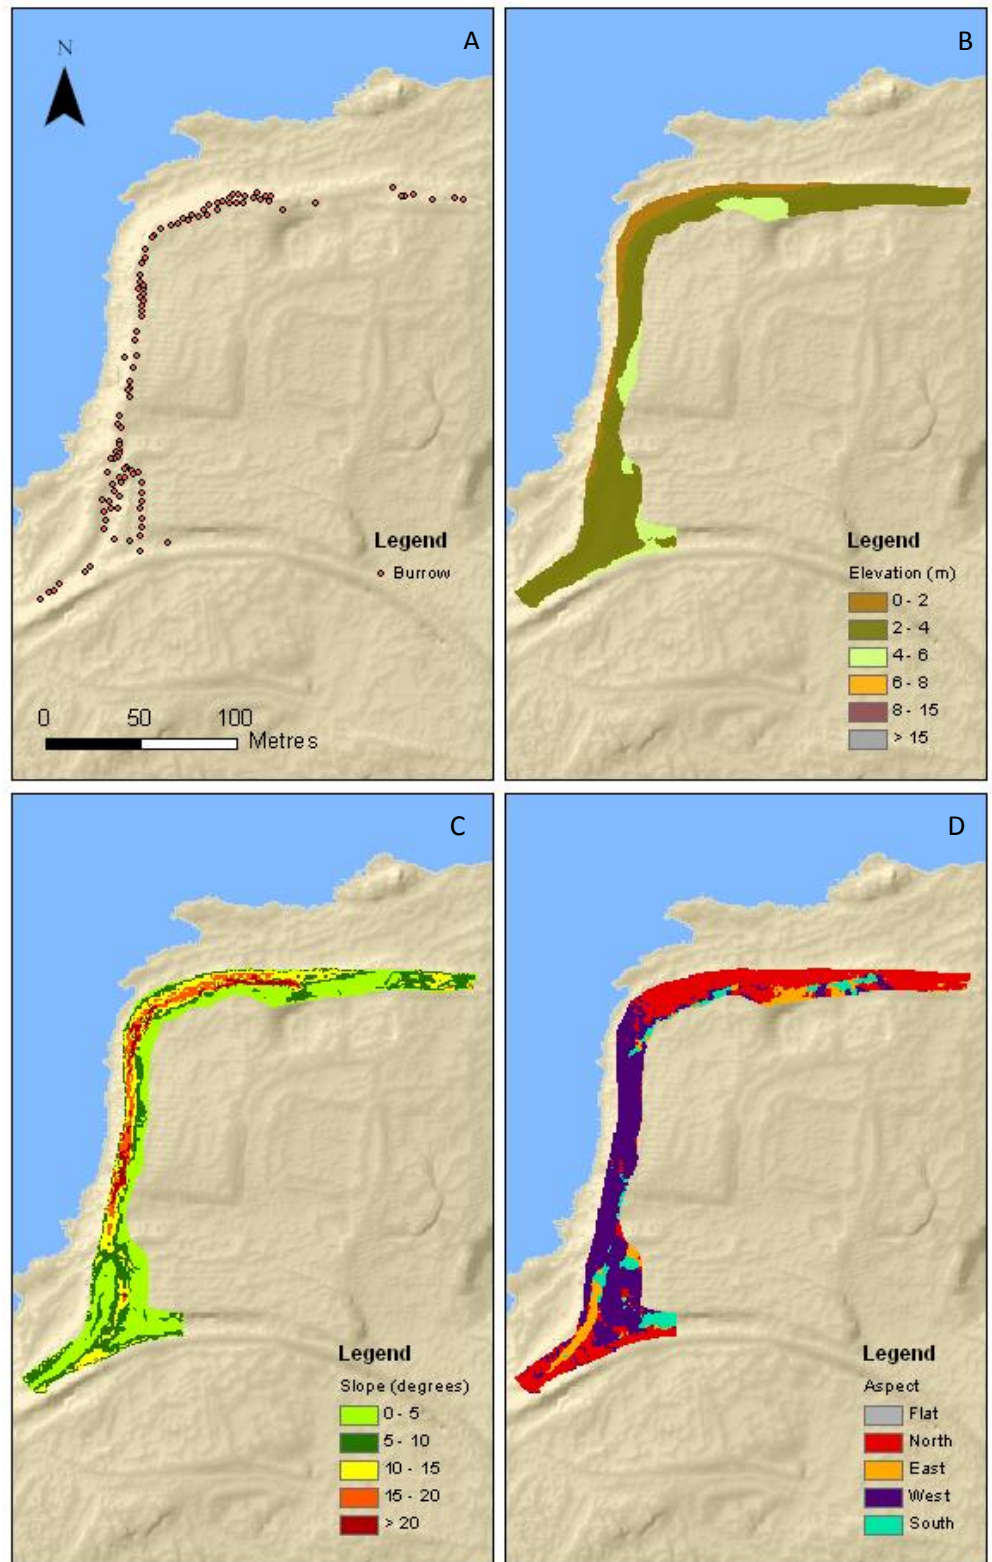 A
N
Legend
Burrow
0 50 100
Metres
B
Legend
Elevation (m)
0 - 2
2 - 4
4 - 6
6 - 8
8 - 15
> 15
C
Legend
Slope (degrees)
0 - 5
5 - 10
10 - 15
15 - 20
> 20
D
Legend
Aspect
Flat
North
East
West
South